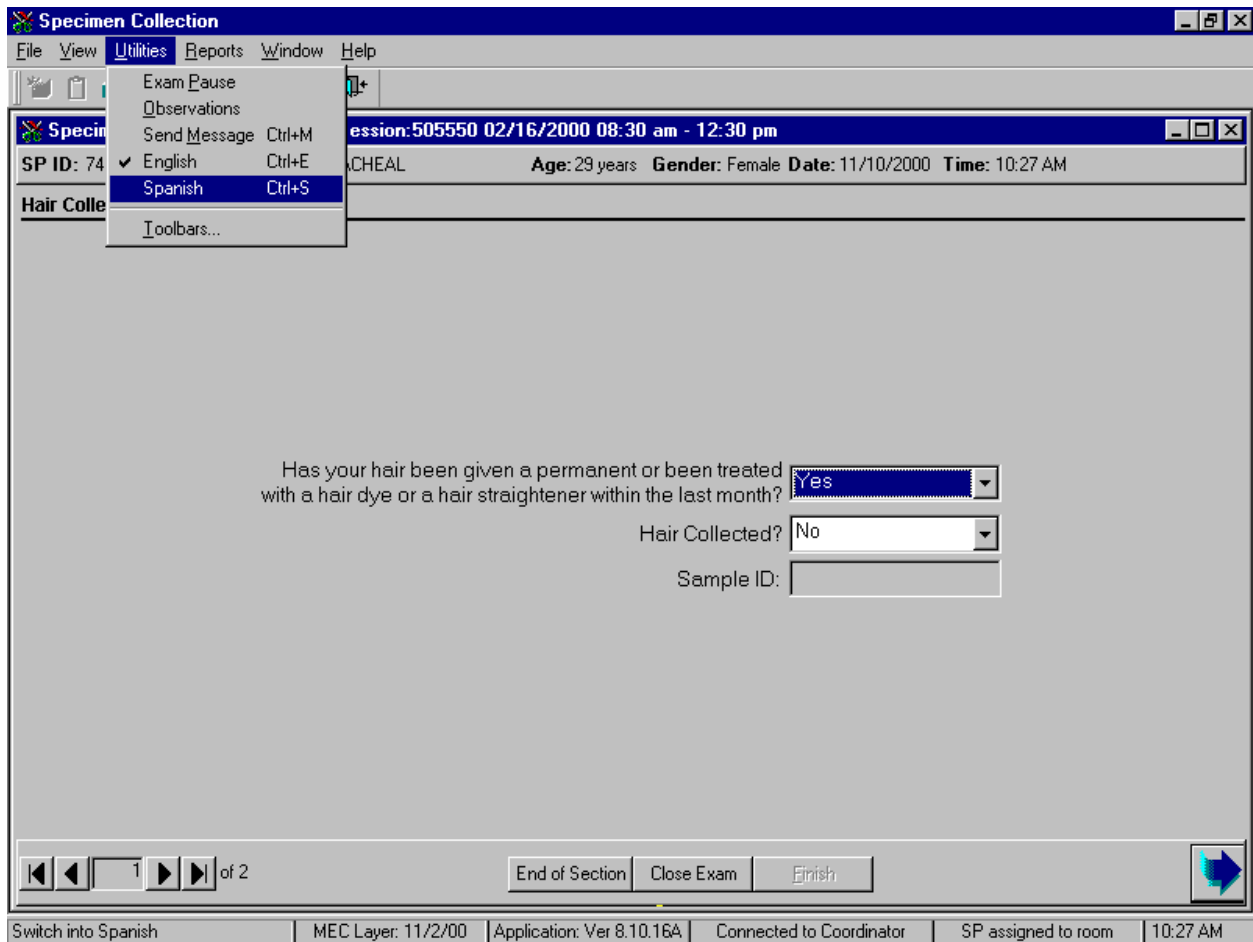 Specimen Collection
File View Utilities Reports Window Help
Exam Pause
Observations
Send Message Ctrl+M
English Ctrl+E
Spanish Ctrl+S
Toolbars...
Specim ession:505550 02/16/2000 08:30 am - 12:30 pm
SP ID: 74 ACHEAL Age: 29 years Gender: Female Date: 11/10/2000 Time: 10:27 AM
Hair Colle
Has your hair been given a permanent or been treated
with a hair dye or a hair straightener within the last month? Yes
Hair Collected? No
Sample ID:
1 of 2 End of Section Close Exam Finish
Switch into Spanish MEC Layer: 11/2/00 Application: Ver 8.10.16A Connected to Coordinator SP assigned to room 10:27 AM